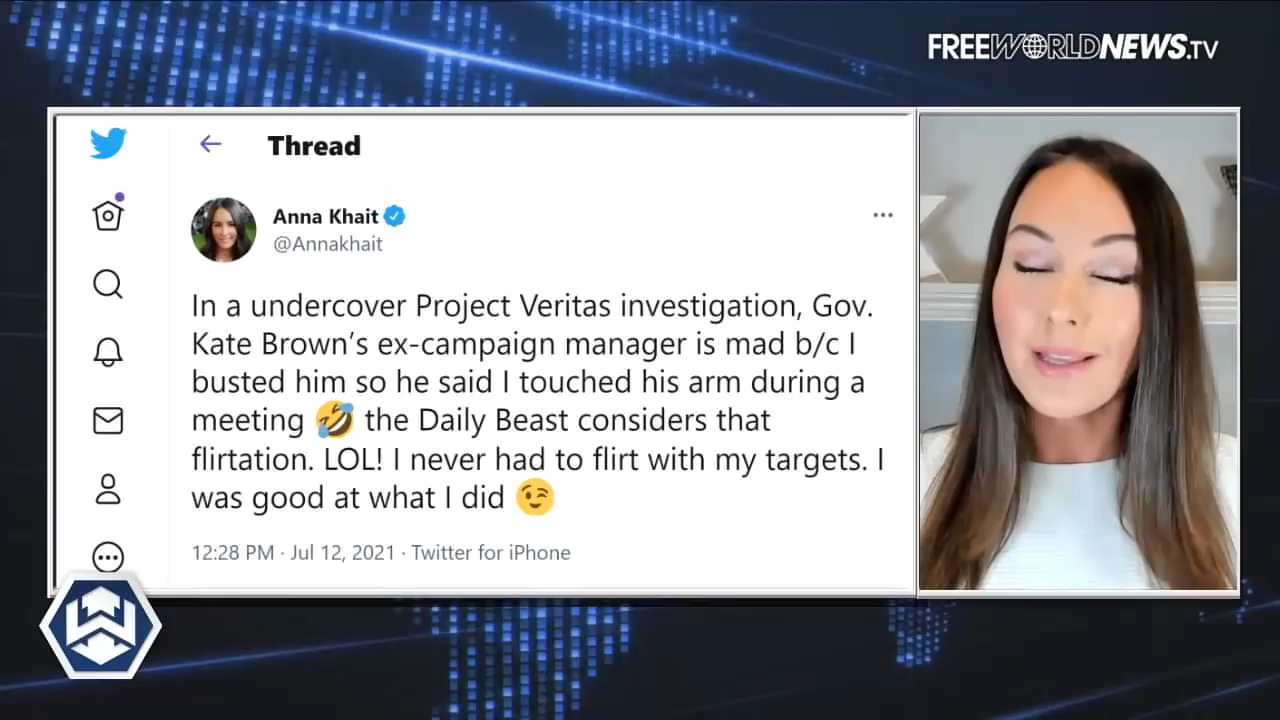 FREEWORLDNEWS.TV
Thread
Anna Khait
@Annakhait
In a undercover Project Veritas investigation, Gov.
Kate Brown’s ex-campaign manager is mad b/c I
busted him so he said I touched his arm during a
meeting 🤣 the Daily Beast considers that
flirtation. LOL! I never had to flirt with my targets. I
was good at what I did 😉
12:28 PM · Jul 12, 2021 · Twitter for iPhone